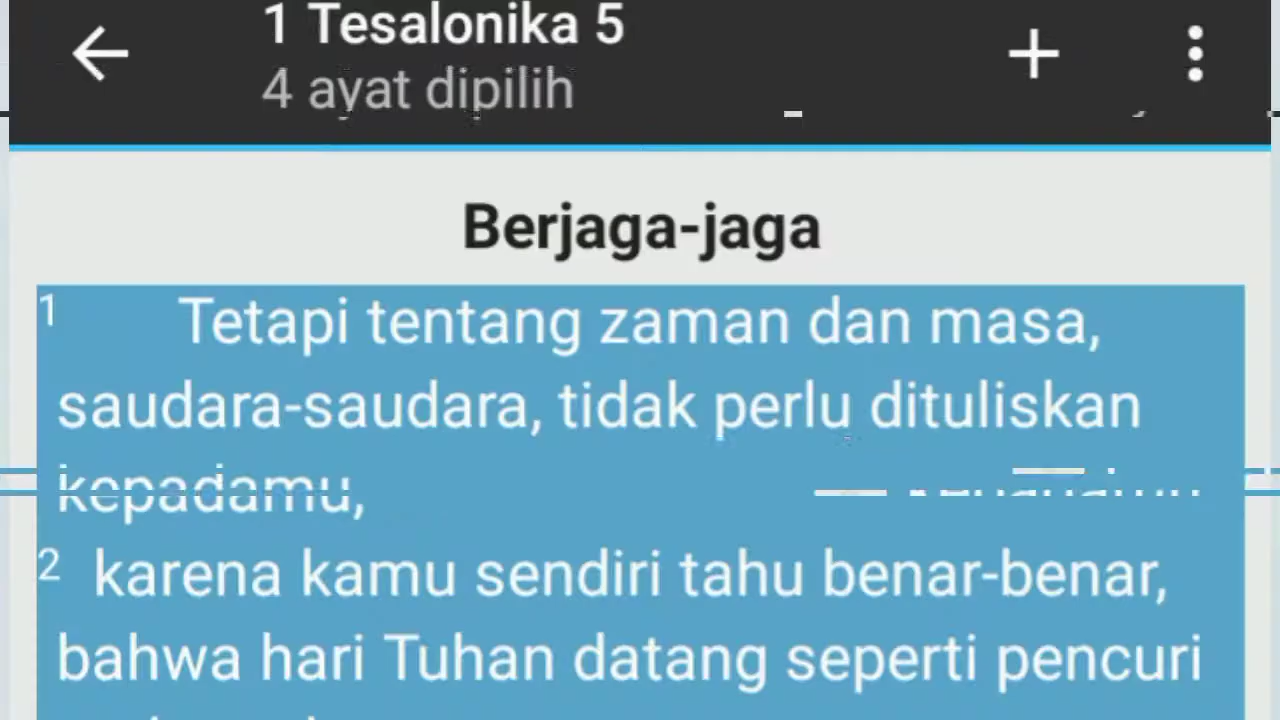 1 Tesalonika 5
4 ayat dipilih
Berjaga-jaga
1 Tetapi tentang zaman dan masa,
saudara-saudara, tidak perlu dituliskan
kepadamu,
2 karena kamu sendiri tahu benar-benar,
bahwa hari Tuhan datang seperti pencuri